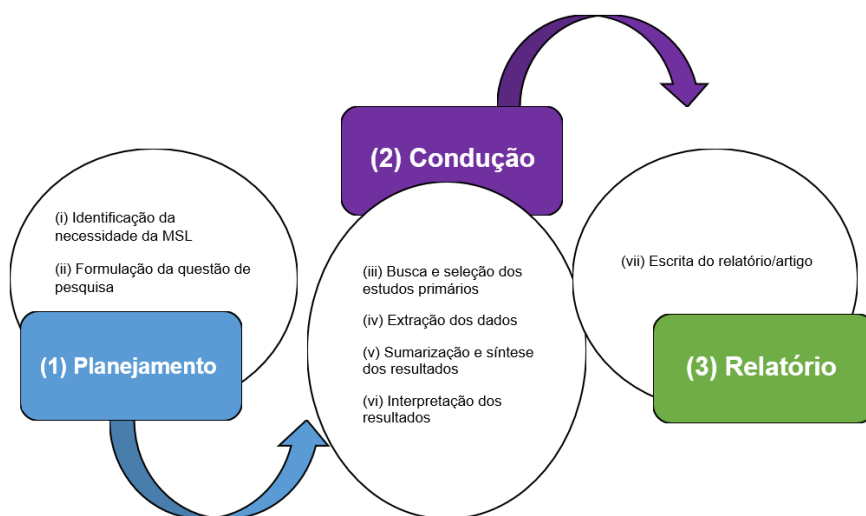 (i) Identificação da
necessidade da MSL
(ii) Formulação da questão de
pesquisa
(1) Planejamento
(2) Condução
(iii) Busca e seleção dos
estudos primários
(iv) Extração dos dados
(v) Sumarização e síntese
dos resultados
(vi) Interpretação dos
resultados
(vii) Escrita do relatório/artigo
(3) Relatório